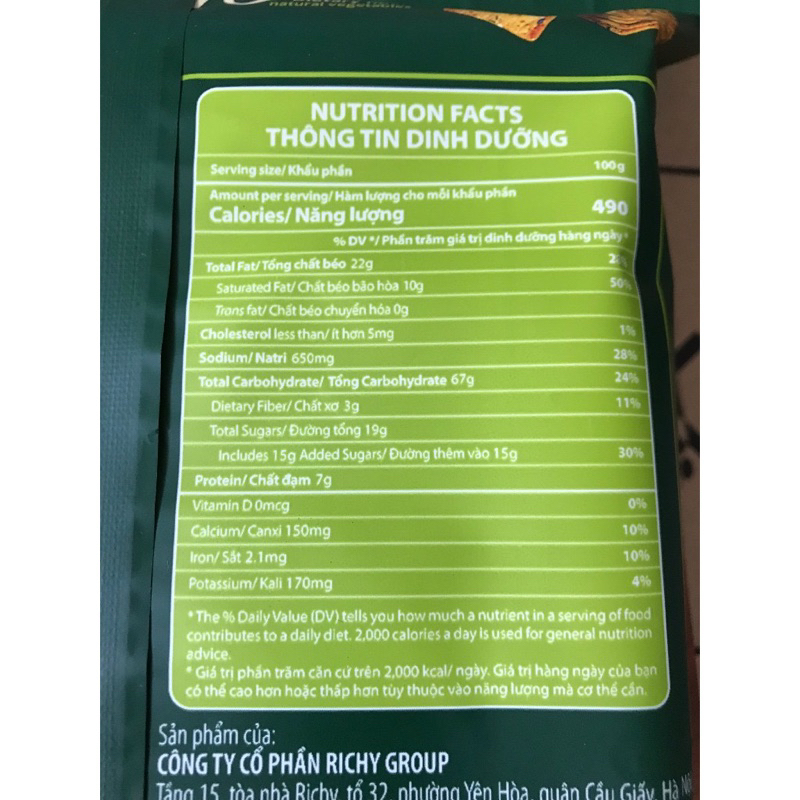 natural vegetables
NUTRITION FACTS
THÔNG TIN DINH DƯỠNG
Serving size/ Khẩu phần 100g
Amount per serving/ Hàm lượng cho mỗi khẩu phần
Calories/ Năng lượng 490
% DV */ Phần trăm giá trị dinh dưỡng hàng ngày *
Total Fat/ Tổng chất béo 22g
Saturated Fat/ Chất béo bão hòa 10g 50%
Trans fat/ Chất béo chuyển hóa 0g
Cholesterol less than/ ít hơn 5mg 1%
Sodium/ Natri 650mg 28%
Total Carbohydrate/ Tổng Carbohydrate 67g 24%
Dietary Fiber/ Chất xơ 3g 11%
Total Sugars/ Đường tổng 19g
Includes 15g Added Sugars/ Đường thêm vào 15g 30%
Protein/ Chất đạm 7g
Vitamin D 0mcg 0%
Calcium/ Canxi 150mg 10%
Iron/ Sắt 2.1mg 10%
Potassium/ Kali 170mg 4%
* The % Daily Value (DV) tells you how much a nutrient in a serving of food
contributes to a daily diet. 2,000 calories a day is used for general nutrition
advice.
* Giá trị phần trăm căn cứ trên 2,000 kcal/ ngày. Giá trị hàng ngày của bạn
có thể cao hơn hoặc thấp hơn tùy thuộc vào năng lượng mà cơ thể cần.
Sản phẩm của:
CÔNG TY CỔ PHẦN RICHY GROUP
Tầng 15, tòa nhà Richy, tổ 32, phường Yên Hòa, quận Cầu Giấy, Hà